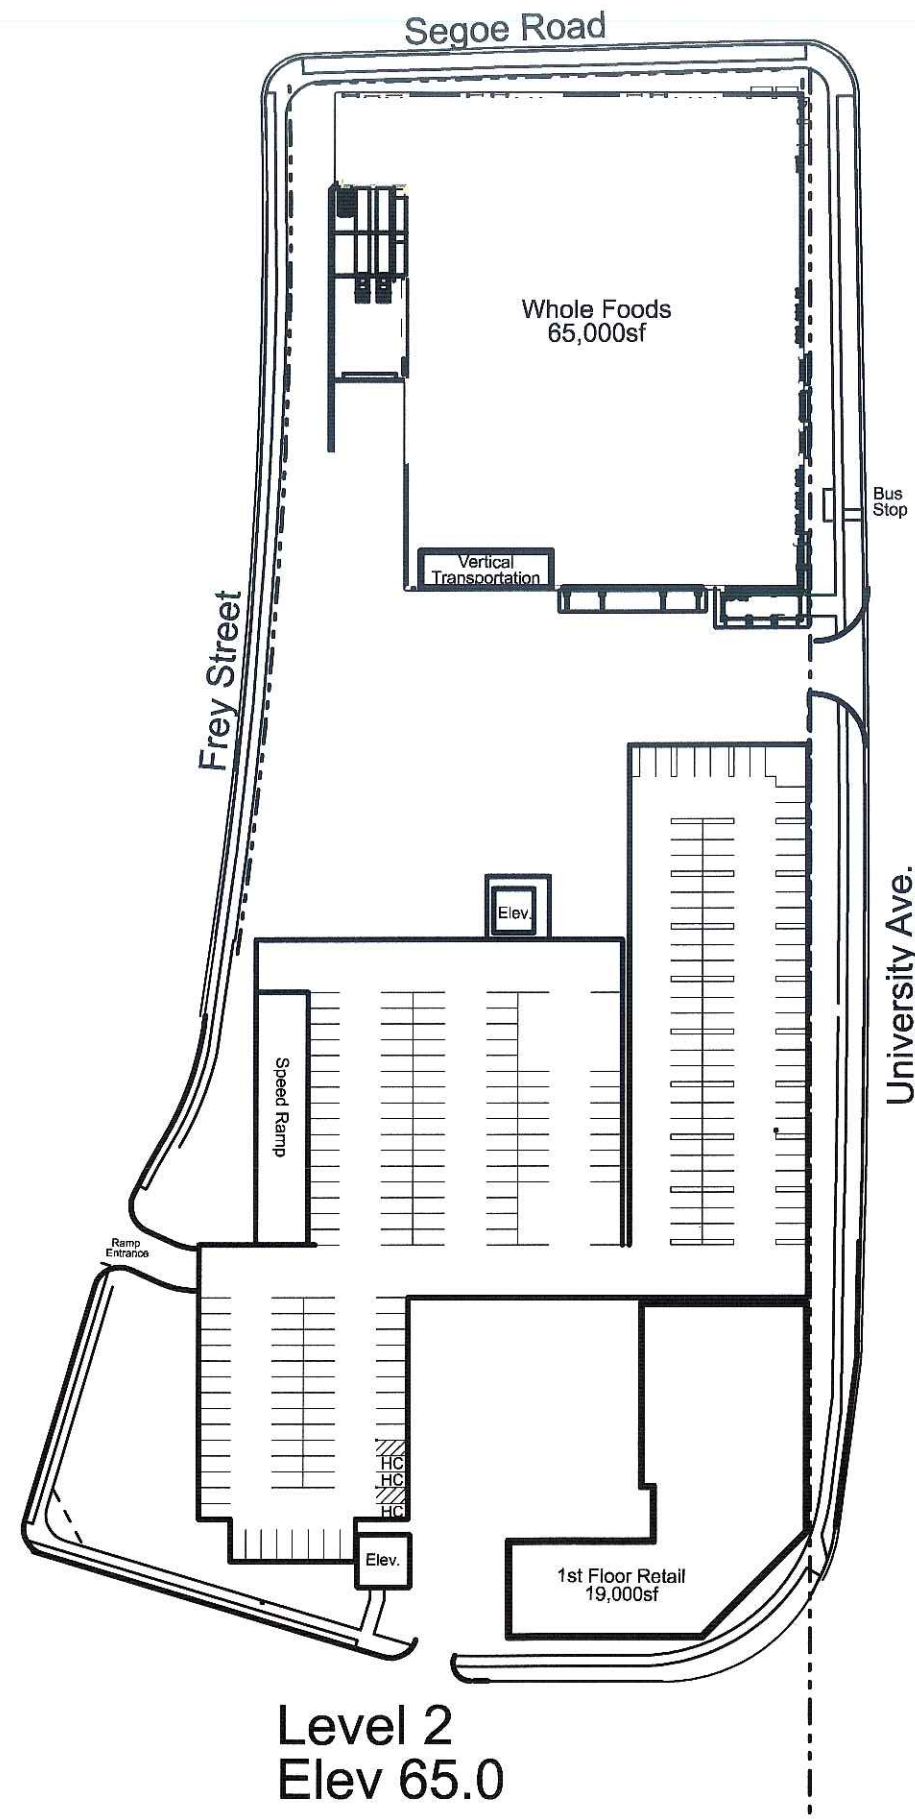 Segoe Road
Whole Foods
65,000sf
Bus
Stop
Vertical
Transportation
Frey Street
Elev.
University Ave.
Speed Ramp
Ramp
Entrance
HC
HC
HC
Elev.
1st Floor Retail
19,000sf
Level 2
Elev 65.0